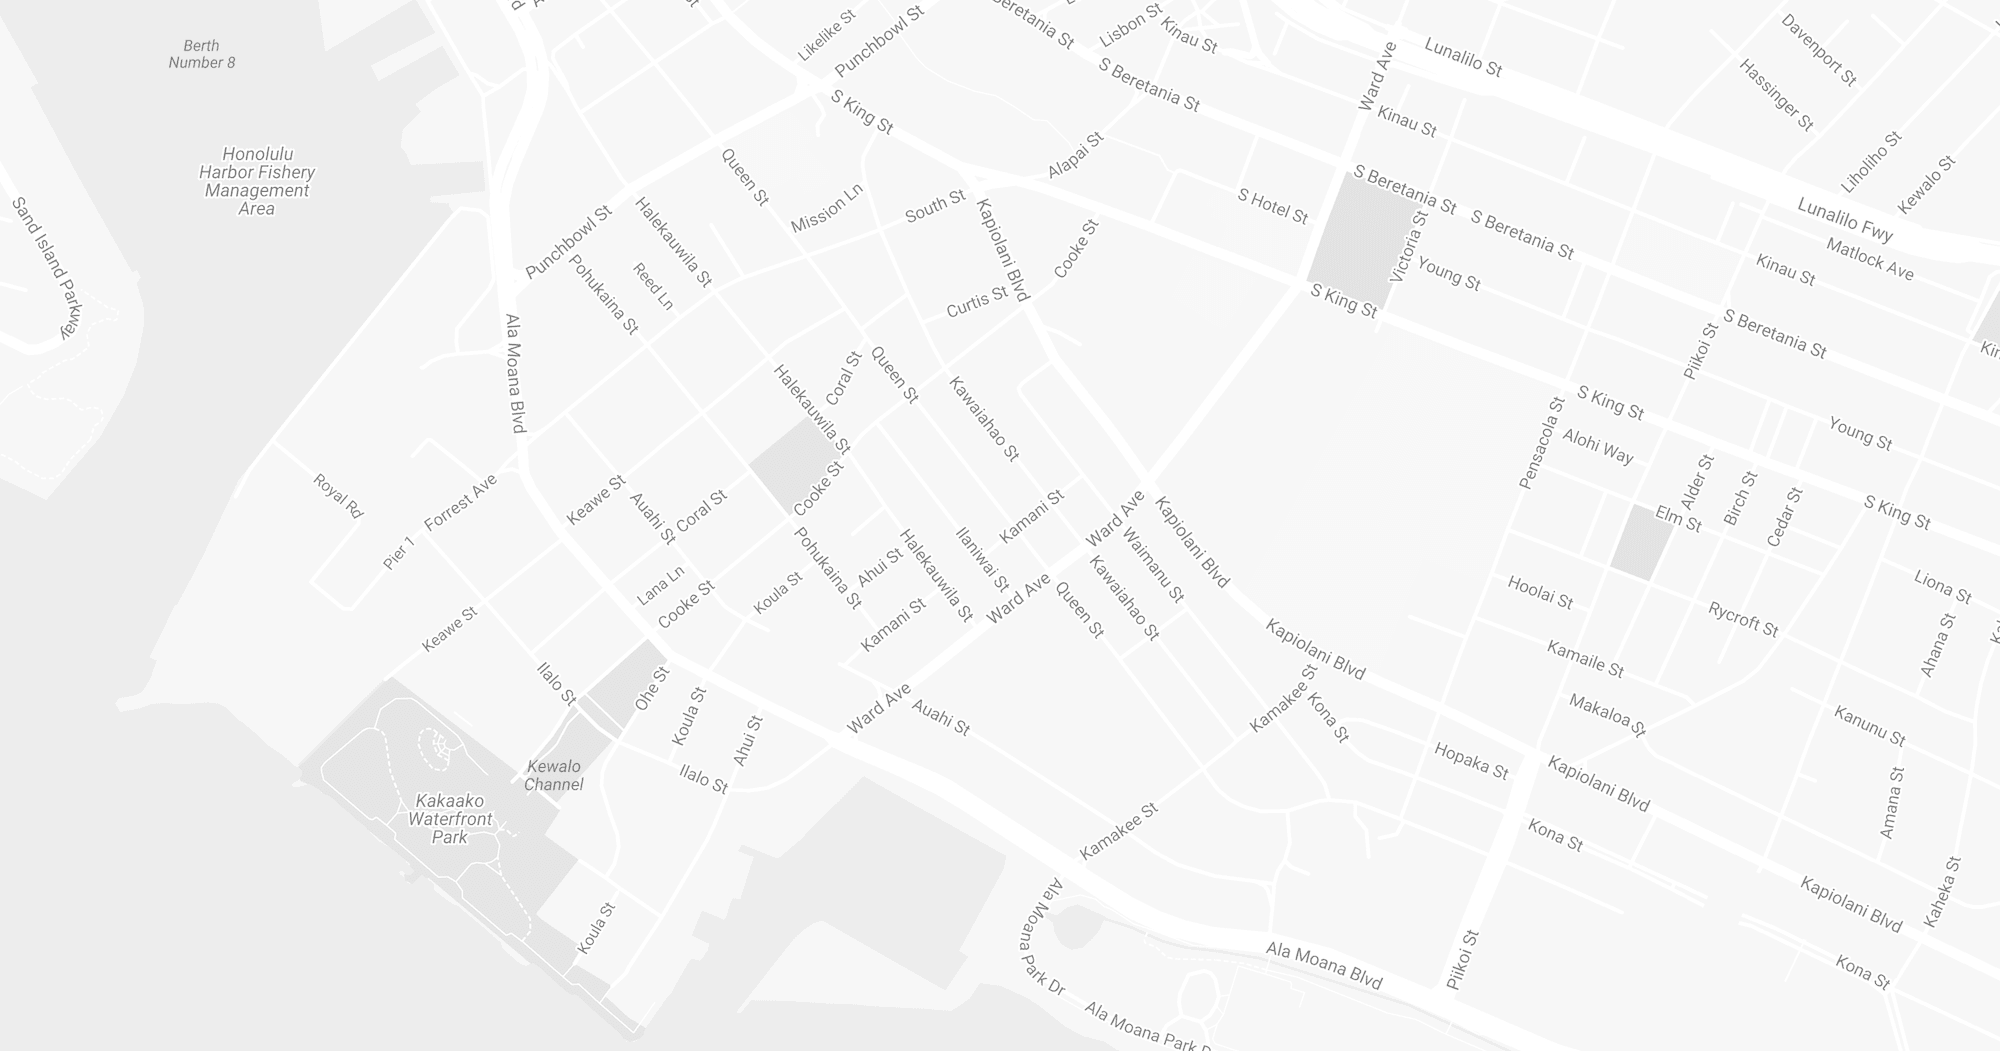 Berth
Number 8
Honolulu
Harbor Fishery
Management
Area
Sand Island Parkway
Likelike St
Punchbowl St
S King St
S Beretania St
Lisbon St
Kinau St
S Beretania St
Ward Ave
Lunalilo St
Davenport St
Hassinger St
Kinau St
Liholiho St
Kewalo St
Queen St
Mission Ln
South St
Alapai St
S Hotel St
S Beretania St
S Beretania St
Victoria St
Young St
Lunalilo Fwy
Matlock Ave
Kinau St
Halekauwila St
Punchbowl St
Pohukaina St
Reed Ln
Kapiolani Blvd
Cooke St
Curtis St
S King St
Piikoi St
S Beretania St
Ala Moana Blvd
Halekauwila St
Coral St
Queen St
Kawaiahao St
Pensacola St
S King St
Alohi Way
Young St
Royal Rd
Forrest Ave
Pier 1
Keawe St
Auahi St
Coral St
Cooke St
Kamani St
Ward Ave
Alder St
Elm St
Birch St
Cedar St
S King St
Pohukaina St
Ahui St
Halekauwila St
Ilaniwai St
Kapiolani Blvd
Waimanu St
Kawaiahao St
Queen St
Ward Ave
Lana Ln
Cooke St
Koula St
Kamani St
Hoolai St
Rycroft St
Liona St
Ahana St
Keawe St
Ilalo St
Ohe St
Koula St
Ahui St
Ward Ave
Auahi St
Kapiolani Blvd
Kamakee St
Kona St
Kamaile St
Makaloa St
Kanunu St
Kewalo
Channel
Ilalo St
Hopaka St
Kapiolani Blvd
Amana St
Kakaako
Waterfront
Park
Kamakee St
Kona St
Kaheka St
Kapiolani Blvd
Koula St
Ala Moana Park Dr
Ala Moana Blvd
Piikoi St
Kona St
Ala Moana Park